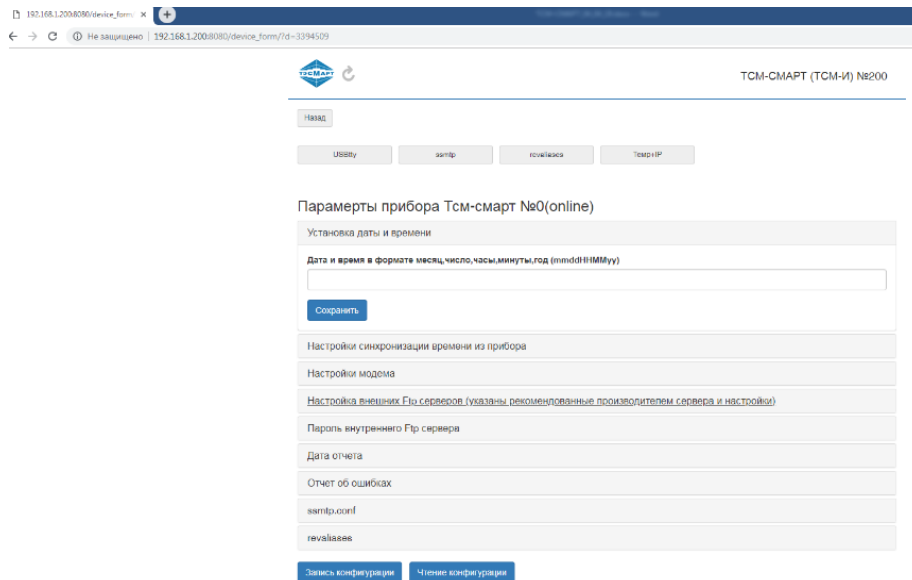 192.168.1.200:8080/device_form/
Не защищено | 192.168.1.200:8080/device_form/?d=3394509
ТЭСМАРТ
ТСМ-СМАРТ (ТСМ-И) №200
Назад
USBtty ssmtp revaliases Темр+IP
Парамерты прибора Тсм-смарт №0(online)
Установка даты и времени
Дата и время в формате месяц,число,часы,минуты,год (mmddHHMMyy)
Сохранить
Настройки синхронизации времени из прибора
Настройки модема
Настройка внешних Ftp серверов (указаны рекомендованные производителем сервера и настройки)
Пароль внутреннего Ftp сервера
Дата отчета
Отчет об ошибках
ssmtp.conf
revaliases
Запись конфигурации Чтение конфигурации